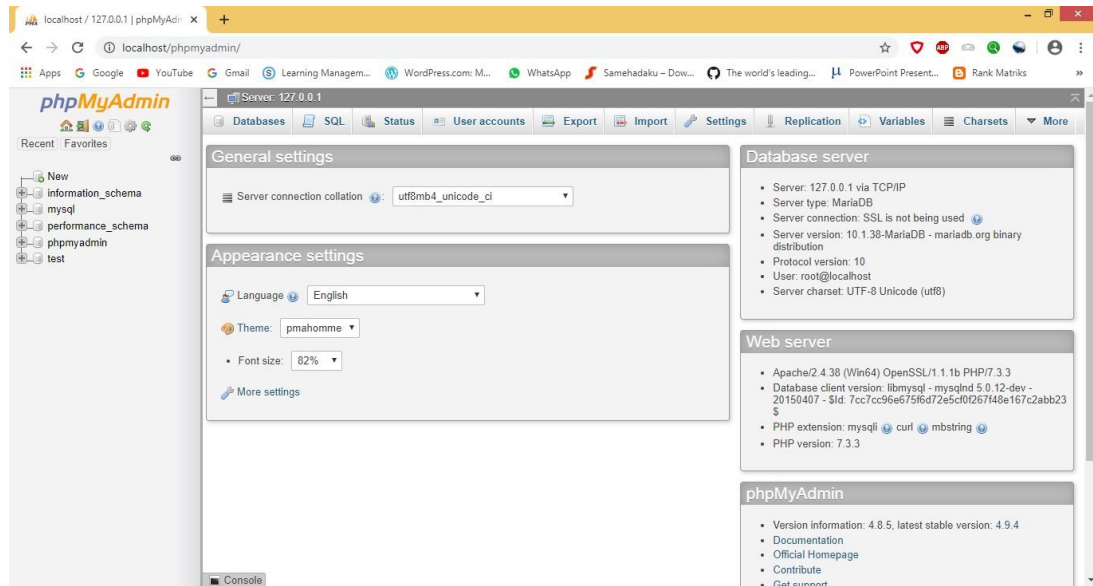 localhost / 127.0.0.1 | phpMyAdn
localhost/phpmyadmin/
Apps Google YouTube Gmail Learning Managem... WordPress.com: M... WhatsApp Samehadaku – Dow... The world's leading... PowerPoint Present... Rank Matriks »
phpMyAdmin
Recent Favorites
New
information_schema
mysql
performance_schema
phpmyadmin
test
Server: 127.0.0.1
Databases SQL Status User accounts Export Import Settings Replication Variables Charsets More
General settings
Server connection collation : utf8mb4_unicode_ci
Appearance settings
Language English
Theme: pmahomme
• Font size: 82%
More settings
Database server
• Server: 127.0.0.1 via TCP/IP
• Server type: MariaDB
• Server connection: SSL is not being used
• Server version: 10.1.38-MariaDB - mariadb.org binary
distribution
• Protocol version: 10
• User: root@localhost
• Server charset: UTF-8 Unicode (utf8)
Web server
• Apache/2.4.38 (Win64) OpenSSL/1.1.1b PHP/7.3.3
• Database client version: libmysql - mysqlnd 5.0.12-dev -
20150407 - $Id: 7cc7cc96e675f6d72e5cf0f267f48e167c2abb23
$
• PHP extension: mysqli curl mbstring
• PHP version: 7.3.3
phpMyAdmin
• Version information: 4.8.5, latest stable version: 4.9.4
• Documentation
• Official Homepage
• Contribute
• Get support
Console